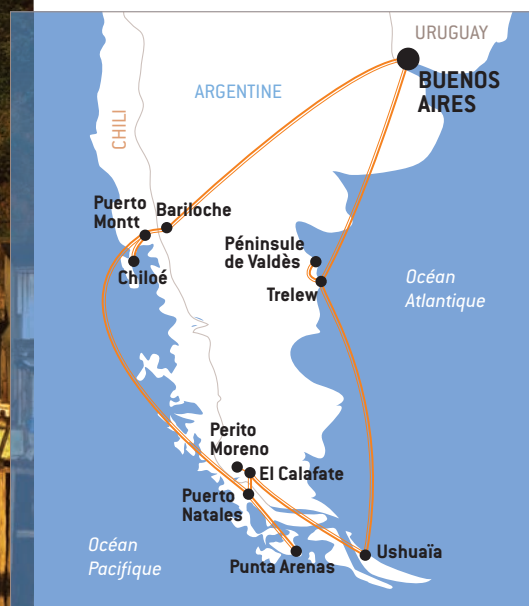 URUGUAY
BUENOS
AIRES
ARGENTINE
CHILI
Puerto
Montt
Bariloche
Chiloé
Péninsule
de Valdès
Trelew
Océan
Atlantique
Perito
Moreno
El Calafate
Puerto
Natales
Punta Arenas
Ushuaïa
Océan
Pacifique